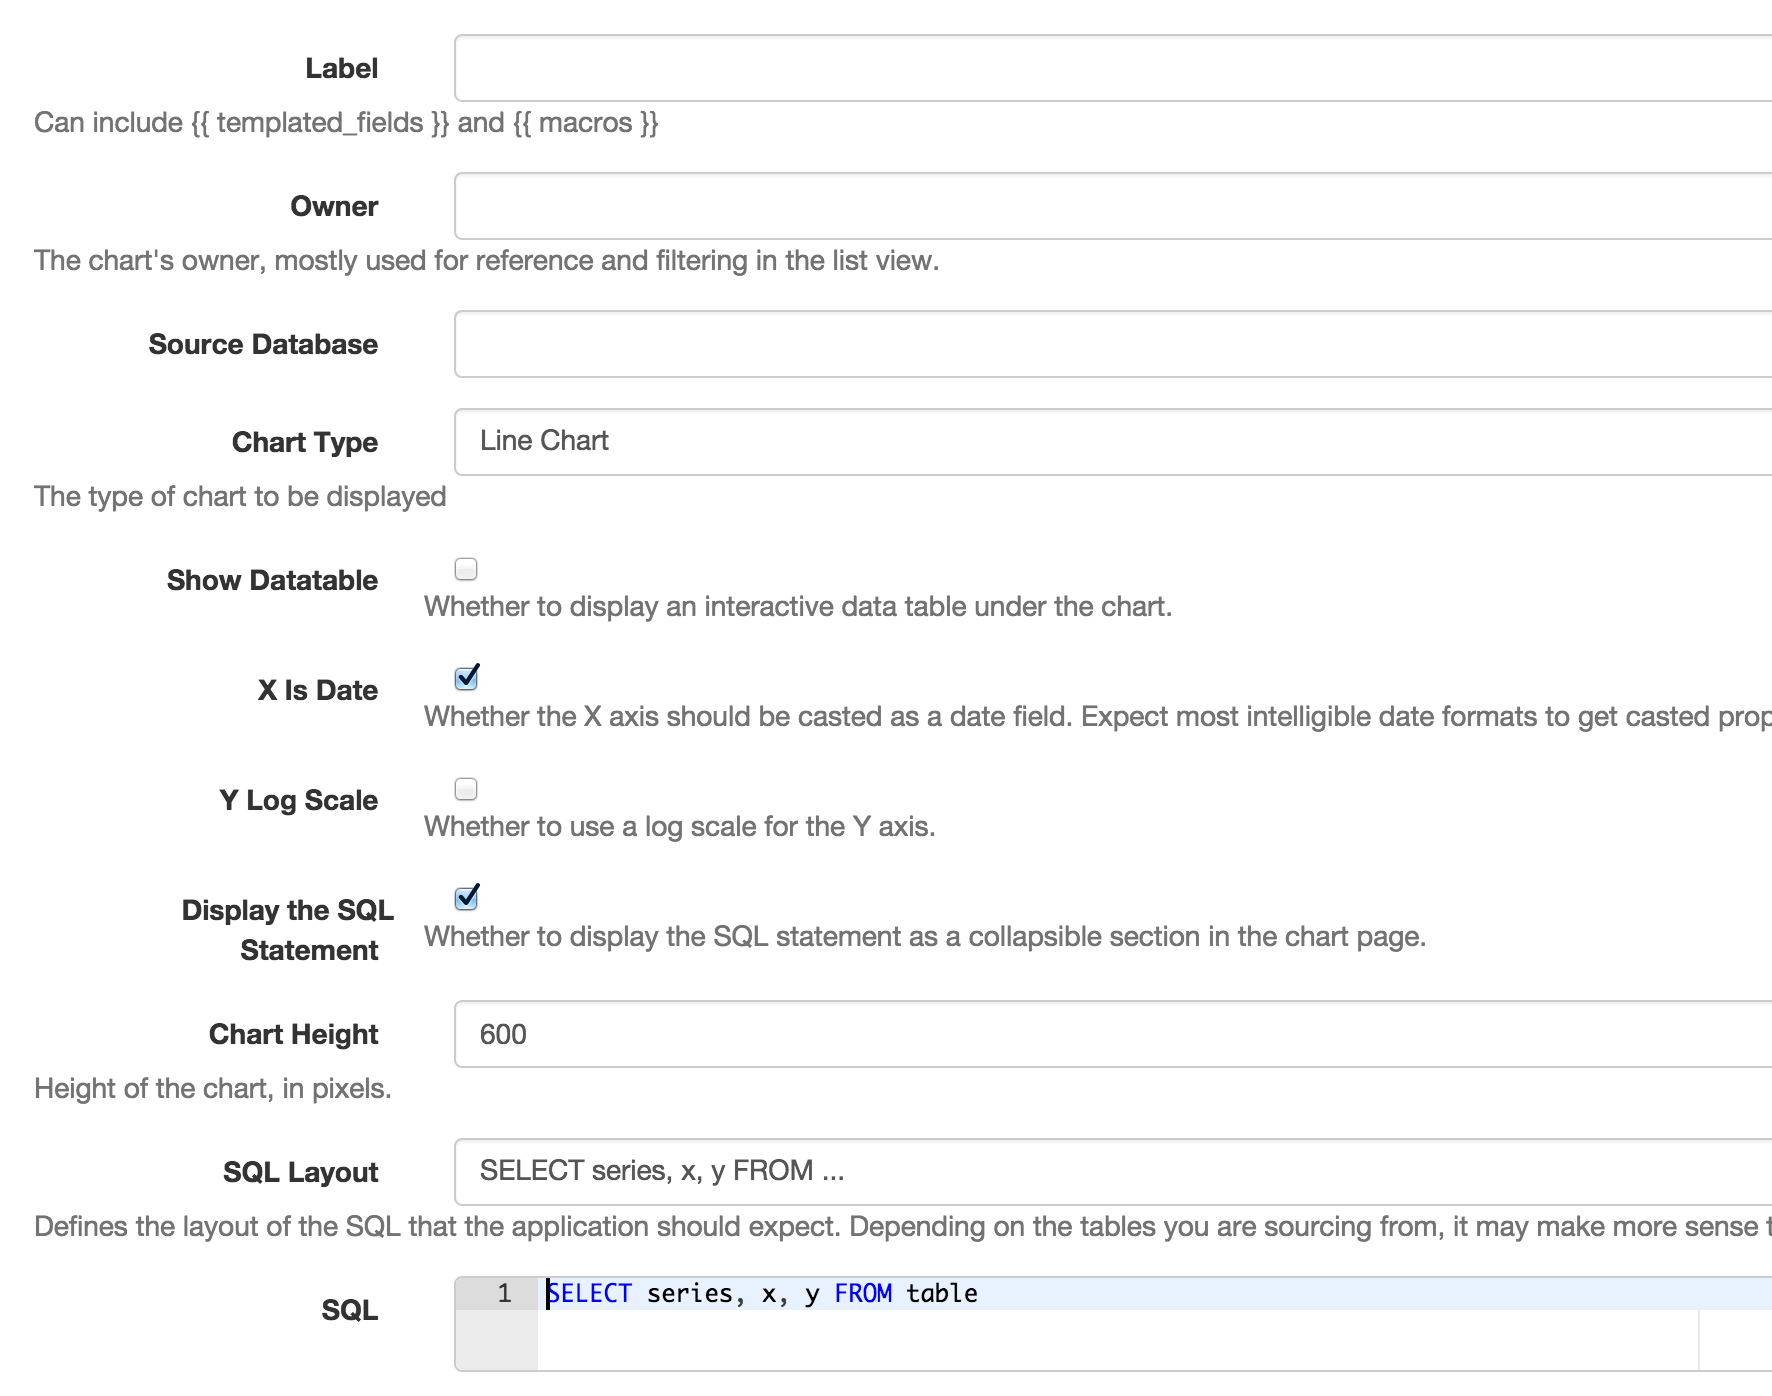 Label
Can include {{ templated_fields }} and {{ macros }}
Owner
The chart's owner, mostly used for reference and filtering in the list view.
Source Database
Chart Type
Line Chart
The type of chart to be displayed
Show Datatable
Whether to display an interactive data table under the chart.
X Is Date
Whether the X axis should be casted as a date field. Expect most intelligible date formats to get casted prop
Y Log Scale
Whether to use a log scale for the Y axis.
Display the SQL
Statement
Whether to display the SQL statement as a collapsible section in the chart page.
Chart Height
600
Height of the chart, in pixels.
SQL Layout
SELECT series, x, y FROM ...
Defines the layout of the SQL that the application should expect. Depending on the tables you are sourcing from, it may make more sense t
SQL
1 SELECT series, x, y FROM table